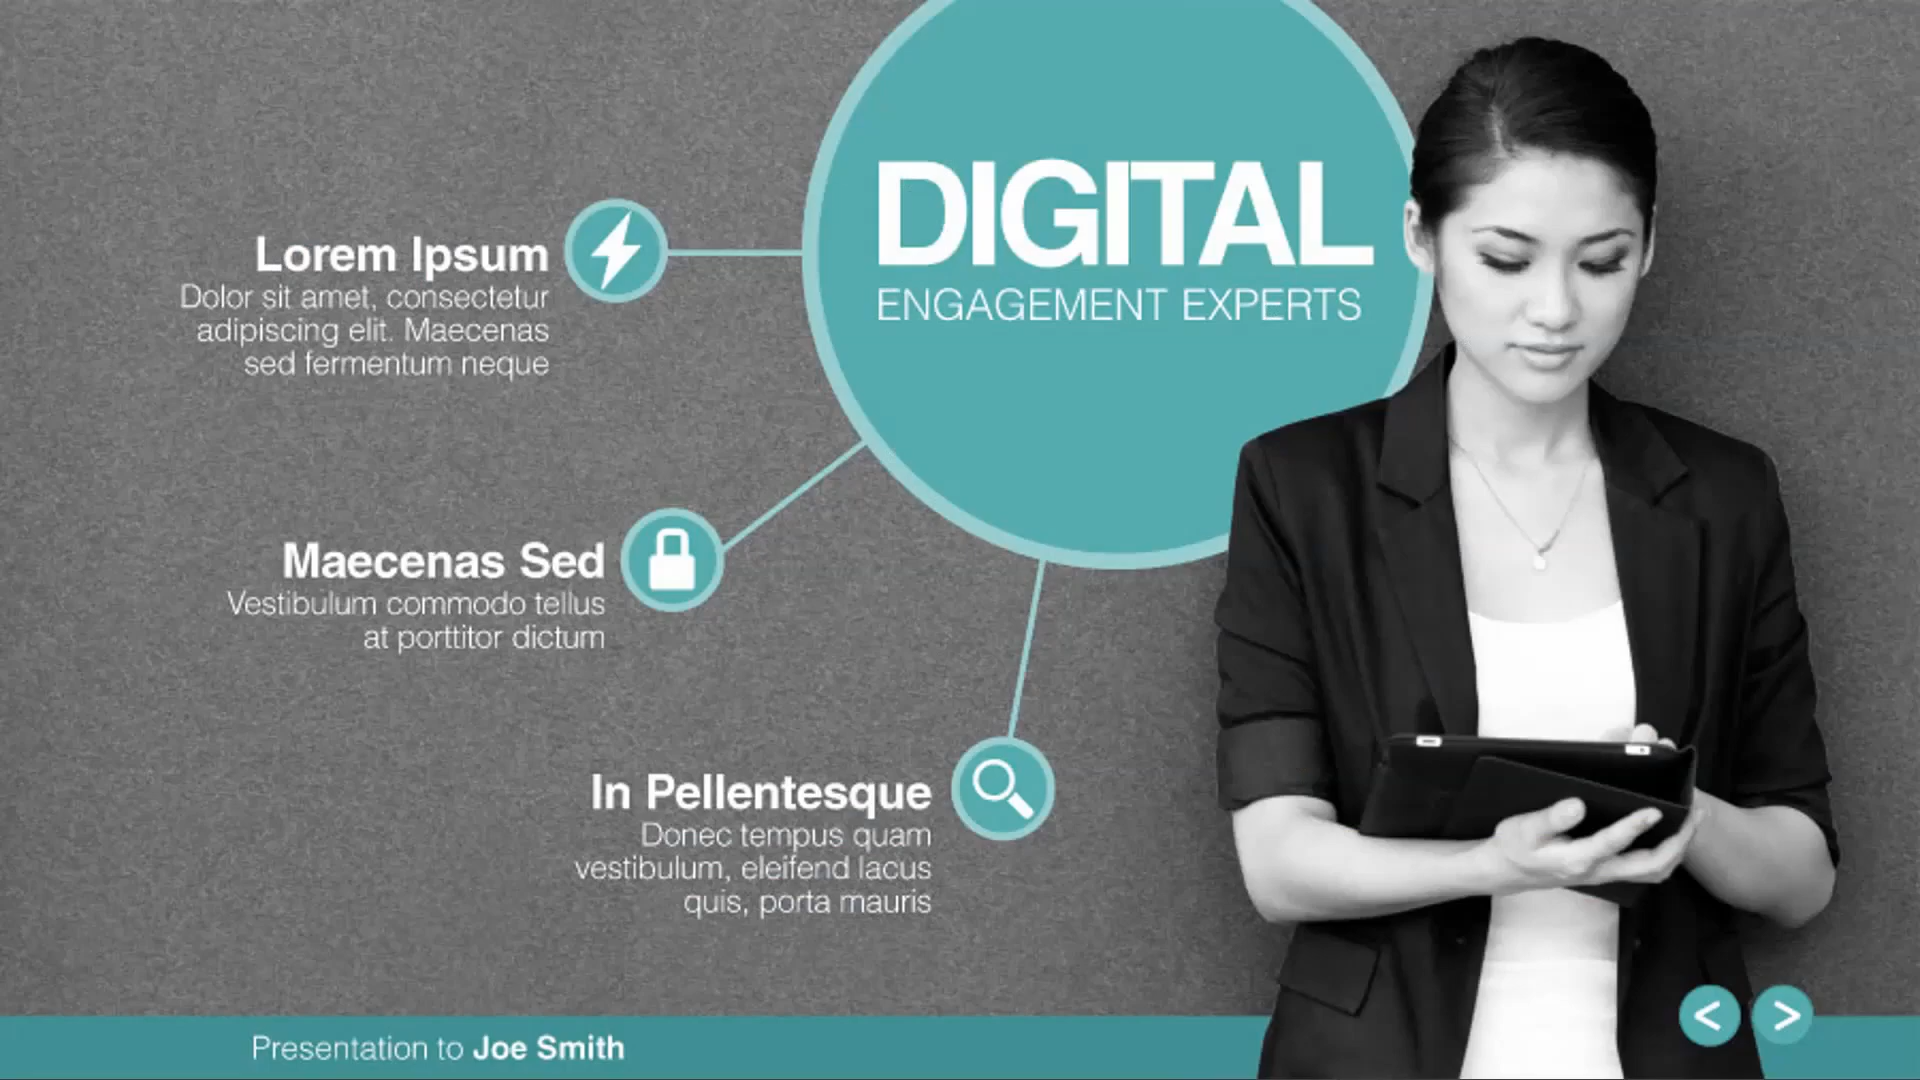 DIGITAL
ENGAGEMENT EXPERTS
Lorem Ipsum
Dolor sit amet, consectetur
adipiscing elit. Maecenas
sed fermentum neque
Maecenas Sed
Vestibulum commodo tellus
at porttitor dictum
In Pellentesque
Donec tempus quam
vestibulum, eleifend lacus
quis, porta mauris
Presentation to Joe Smith